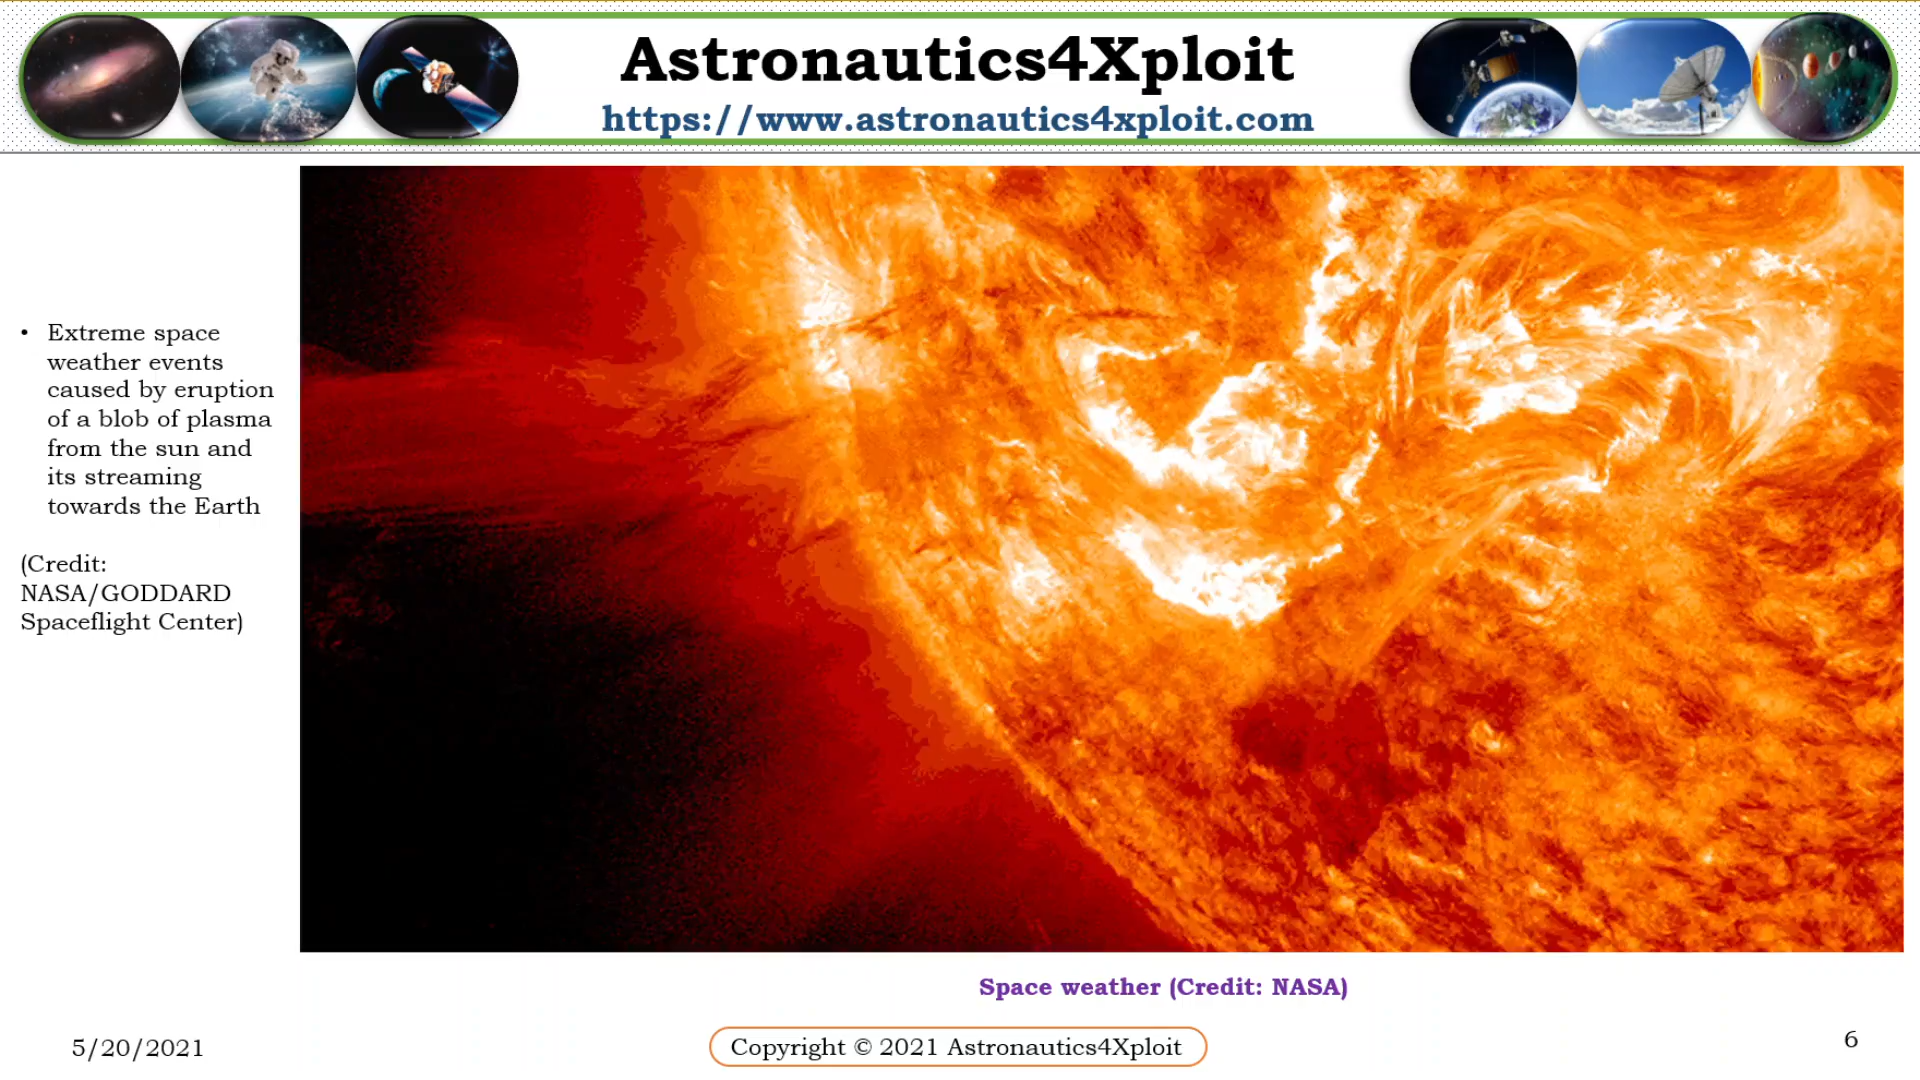 Astronautics4Xploit
https://www.astronautics4xploit.com
• Extreme space
weather events
caused by eruption
of a blob of plasma
from the sun and
its streaming
towards the Earth
(Credit:
NASA/GODDARD
Spaceflight Center)
Space weather (Credit: NASA)
5/20/2021
Copyright © 2021 Astronautics4Xploit
6